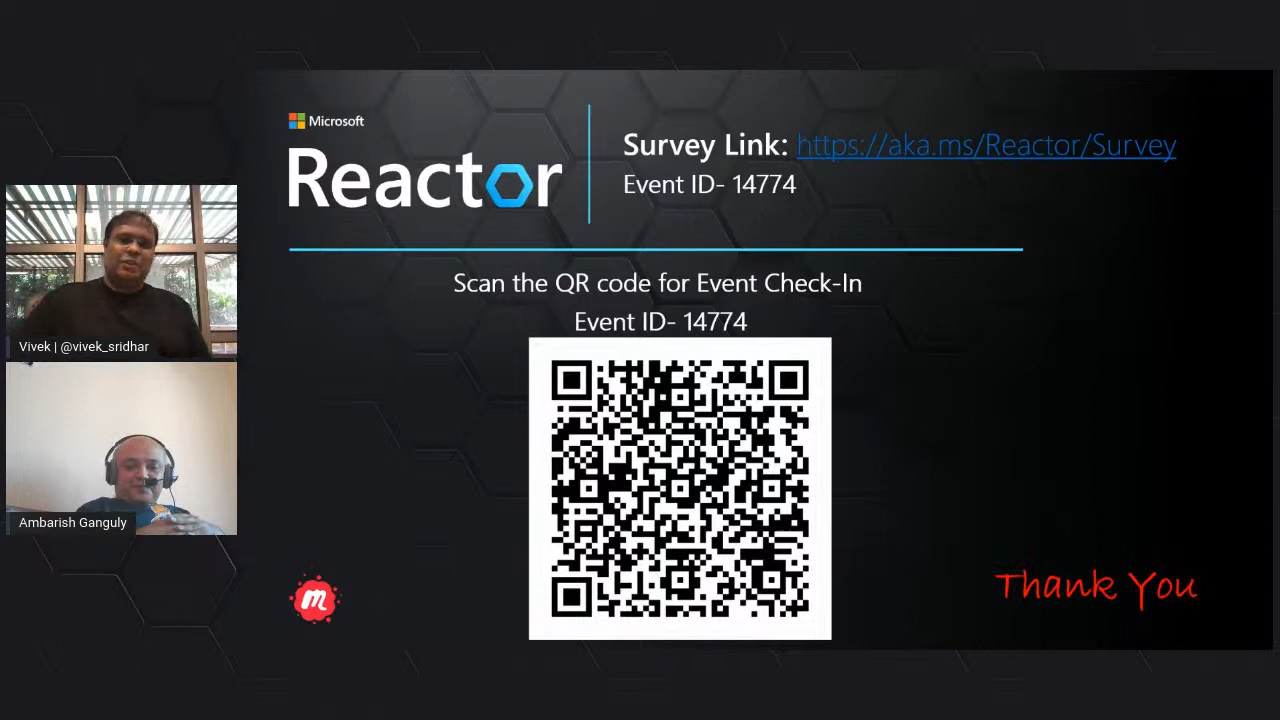 Microsoft
Reactor
Survey Link: https://aka.ms/Reactor/Survey
Event ID- 14774
Scan the QR code for Event Check-In
Event ID- 14774
Vivek | @vivek_sridhar
Ambarish Ganguly
m
Thank You